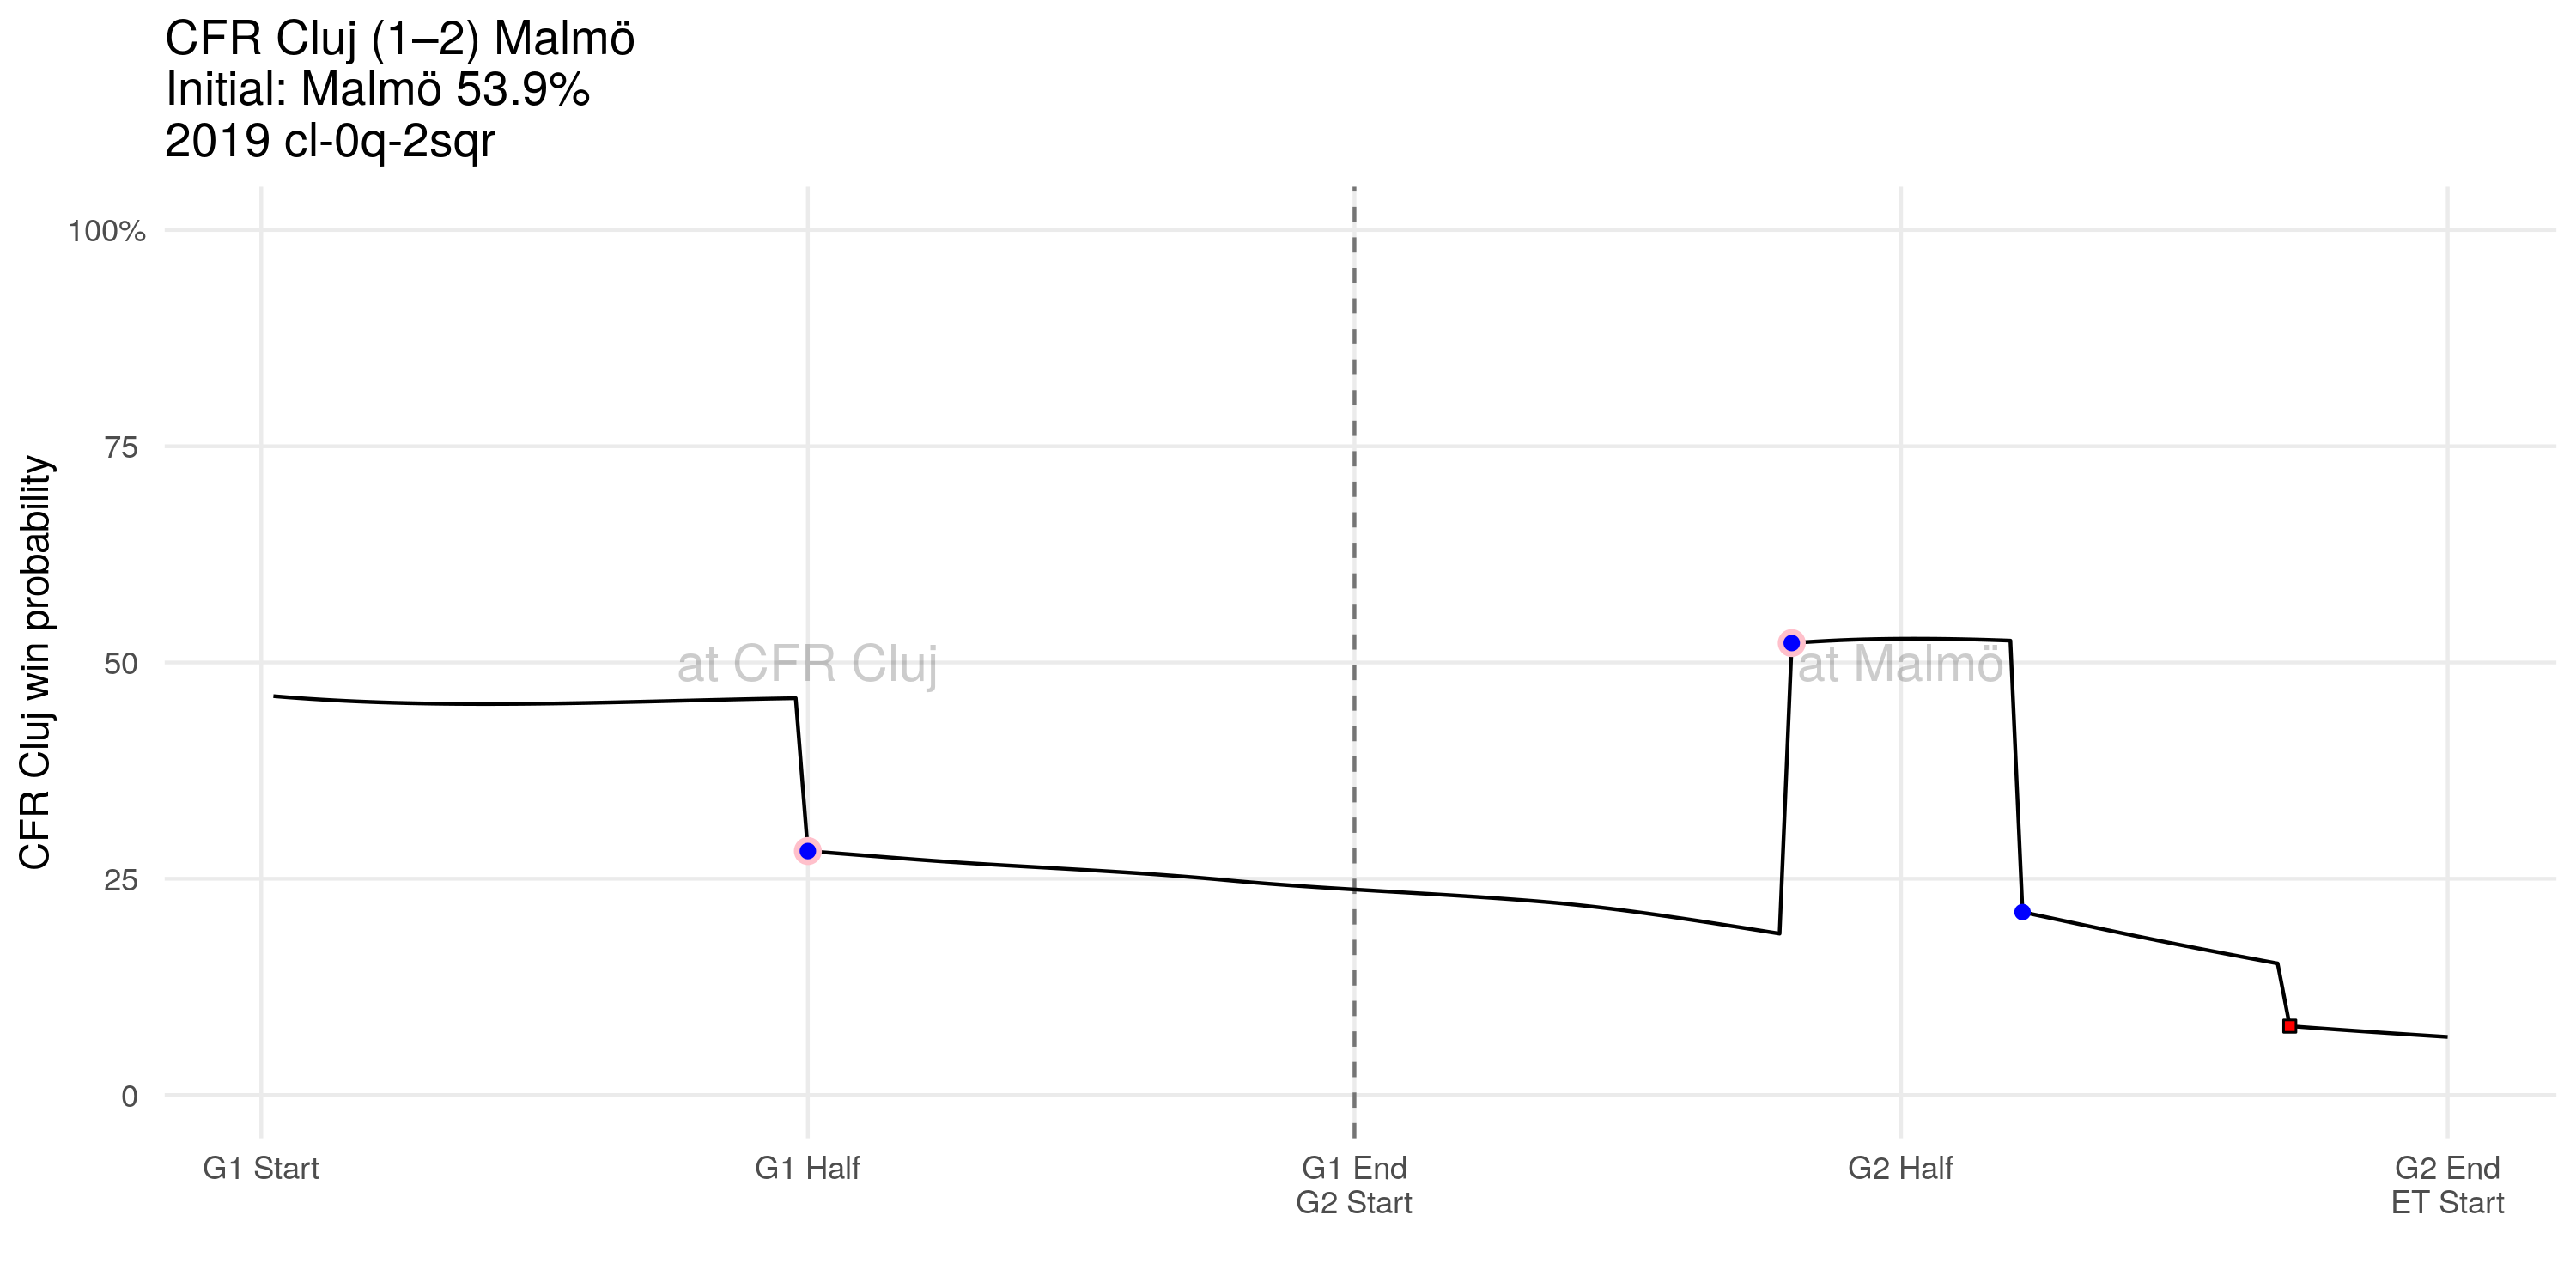 CFR Cluj (1–2) Malmö
Initial: Malmö 53.9%
2019 cl-0q-2sqr
CFR Cluj win probability
100%
75
50
25
0
at CFR Cluj
at Malmö
G1 Start
G1 Half
G1 End
G2 Start
G2 Half
G2 End
ET Start